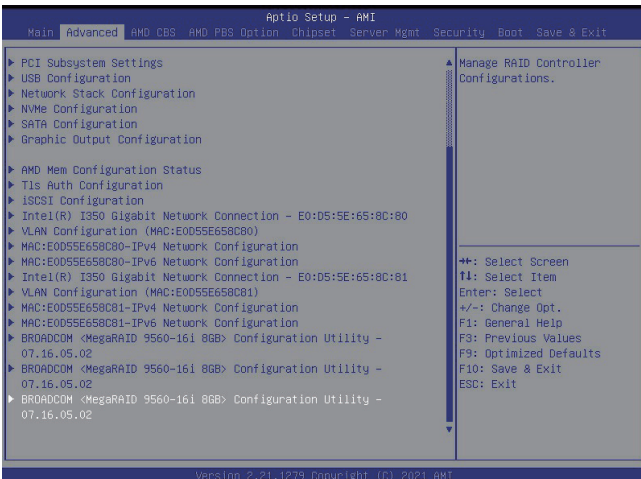 Aptio Setup - AMI
Main Advanced AMD CBS AMD PBS Option Chipset Server Mgmt Security Boot Save & Exit
PCI Subsystem Settings
USB Configuration
Network Stack Configuration
NVMe Configuration
SATA Configuration
Graphic Output Configuration
AMD Mem Configuration Status
Tls Auth Configuration
iSCSI Configuration
Intel(R) I350 Gigabit Network Connection - E0:D5:5E:65:8C:80
VLAN Configuration (MAC:E0D55E658C80)
MAC:E0D55E658C80-IPv4 Network Configuration
MAC:E0D55E658C80-IPv6 Network Configuration
Intel(R) I350 Gigabit Network Connection - E0:D5:5E:65:8C:81
VLAN Configuration (MAC:E0D55E658C81)
MAC:E0D55E658C81-IPv4 Network Configuration
MAC:E0D55E658C81-IPv6 Network Configuration
BROADCOM <MegaRAID 9560-16i 8GB> Configuration Utility -
07.16.05.02
BROADCOM <MegaRAID 9560-16i 8GB> Configuration Utility -
07.16.05.02
BROADCOM <MegaRAID 9560-16i 8GB> Configuration Utility -
07.16.05.02
Manage RAID Controller
Configurations.
→←: Select Screen
↑↓: Select Item
Enter: Select
+/-: Change Opt.
F1: General Help
F3: Previous Values
F9: Optimized Defaults
F10: Save & Exit
ESC: Exit
Version 2.21.1279 Copyright (C) 2021 AMI